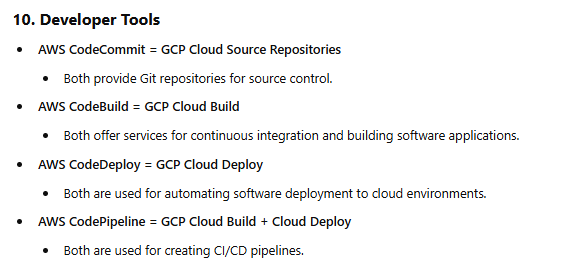 10. Developer Tools
• AWS CodeCommit = GCP Cloud Source Repositories
• Both provide Git repositories for source control.
• AWS CodeBuild = GCP Cloud Build
• Both offer services for continuous integration and building software applications.
• AWS CodeDeploy = GCP Cloud Deploy
• Both are used for automating software deployment to cloud environments.
• AWS CodePipeline = GCP Cloud Build + Cloud Deploy
• Both are used for creating CI/CD pipelines.